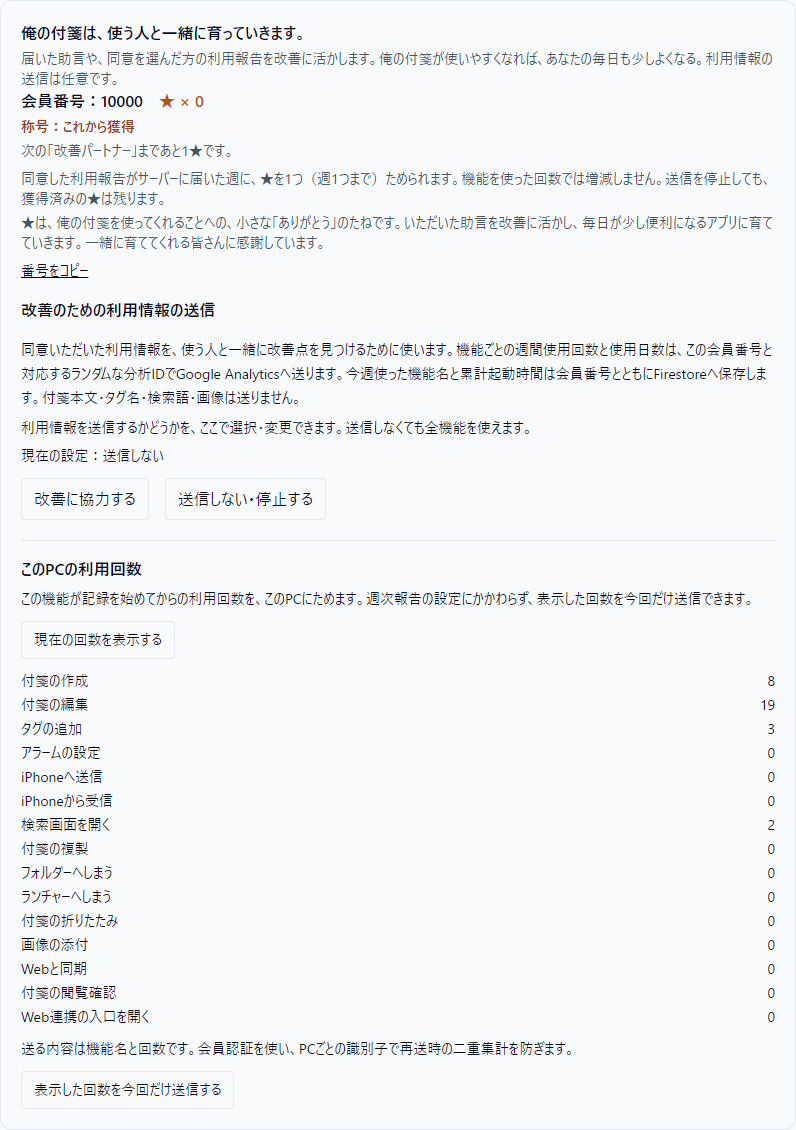 俺の付箋は、使う人と一緒に育っていきます。
届いた助言や、同意を選んだ方の利用報告を改善に活かします。俺の付箋が使いやすくなれば、あなたの毎日も少しよくなる。利用情報の
送信は任意です。
会員番号：10000 ★ × 0
称号：これから獲得
次の「改善パートナー」まであと1★です。
同意した利用報告がサーバーに届いた週に、★を1つ（週1つまで）ためられます。機能を使った回数では増減しません。送信を停止しても、
獲得済みの★は残ります。
★は、俺の付箋を使ってくれることへの、小さな「ありがとう」のたねです。いただいた助言を改善に活かし、毎日が少し便利になるアプリに育て
ていきます。一緒に育ててくれる皆さんに感謝しています。
番号をコピー
改善のための利用情報の送信
同意いただいた利用情報を、使う人と一緒に改善点を見つけるために使います。機能ごとの週間使用回数と使用日数は、この会員番号と
対応するランダムな分析IDでGoogle Analyticsへ送ります。今週使った機能名と累計起動時間は会員番号とともにFirestoreへ保存しま
す。付箋本文・タグ名・検索語・画像は送りません。
利用情報を送信するかどうかを、ここで選択・変更できます。送信しなくても全機能を使えます。
現在の設定：送信しない
改善に協力する 送信しない・停止する
このPCの利用回数
この機能が記録を始めてからの利用回数を、このPCにためます。週次報告の設定にかかわらず、表示した回数を今回だけ送信できます。
現在の回数を表示する
付箋の作成 8
付箋の編集 19
タグの追加 3
アラームの設定 0
iPhoneへ送信 0
iPhoneから受信 0
検索画面を開く 2
付箋の複製 0
フォルダーへしまう 0
ランチャーへしまう 0
付箋の折りたたみ 0
画像の添付 0
Webと同期 0
付箋の閲覧確認 0
Web連携の入口を開く 0
送る内容は機能名と回数です。会員認証を使い、PCごとの識別子で再送時の二重集計を防ぎます。
表示した回数を今回だけ送信する